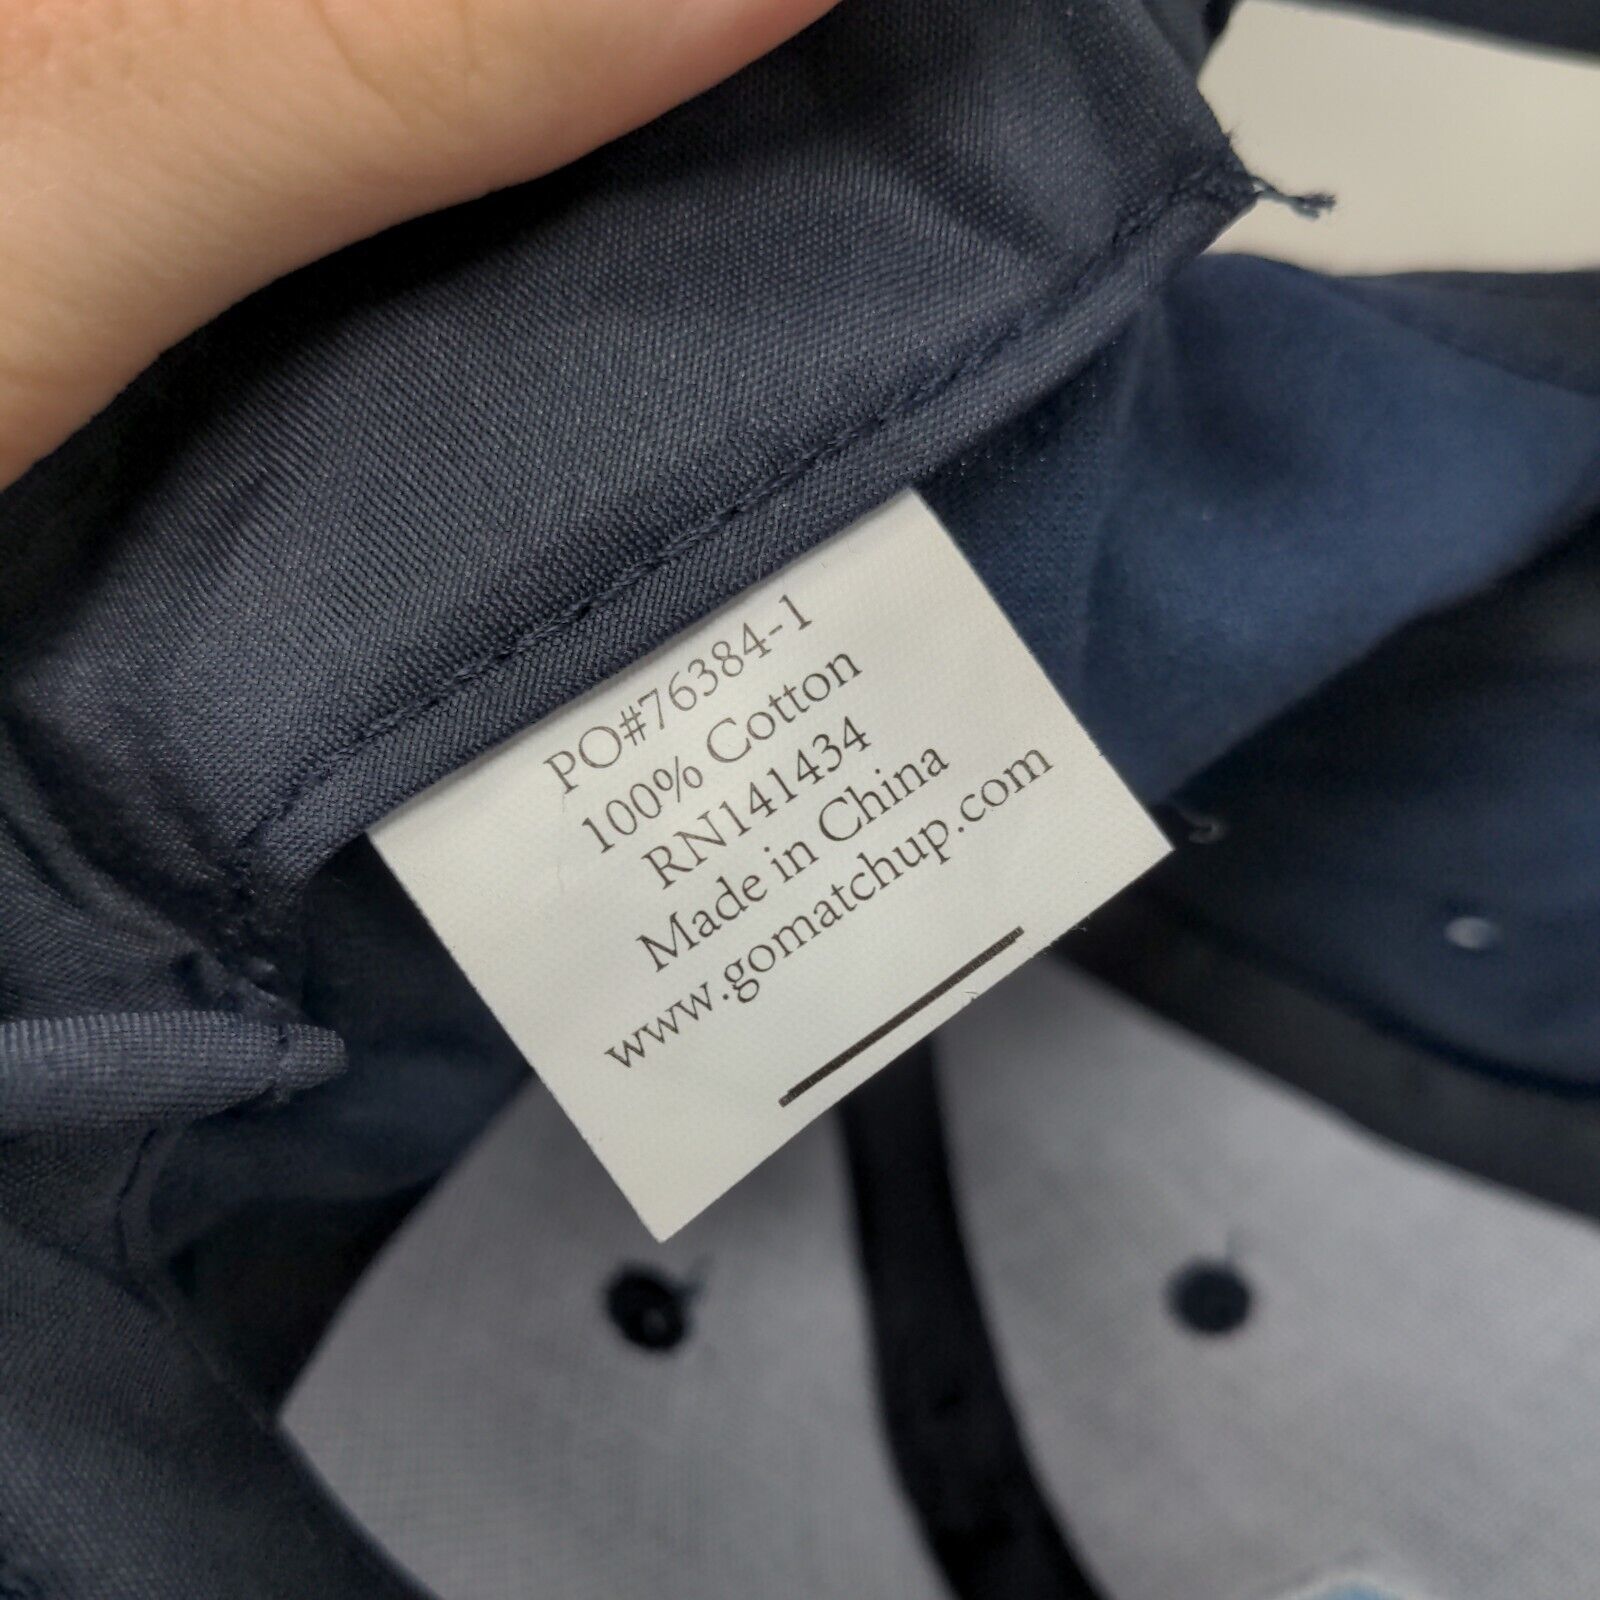 PO#76384-1
100% Cotton
RN141434
Made in China
www.gomatchup.com